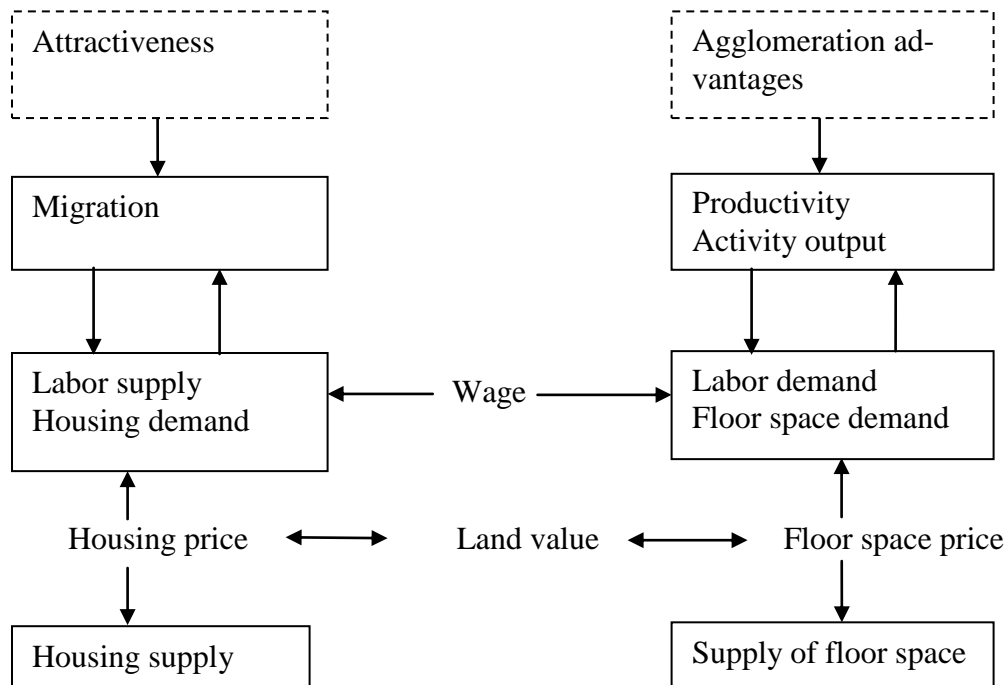 Attractiveness
Agglomeration ad-
vantages
Migration
Productivity
Activity output
Labor supply
Housing demand
Wage
Labor demand
Floor space demand
Housing price
Land value
Floor space price
Housing supply
Supply of floor space